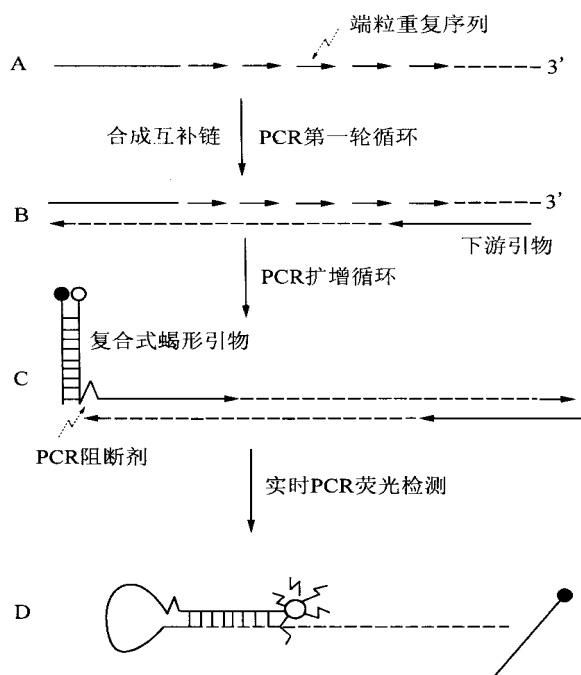 端粒重复序列
A 3'
合成互补链 PCR第一轮循环
B 3'
下游引物
PCR扩增循环
复合式蝎形引物
C
PCR阻断剂
实时PCR荧光检测
D